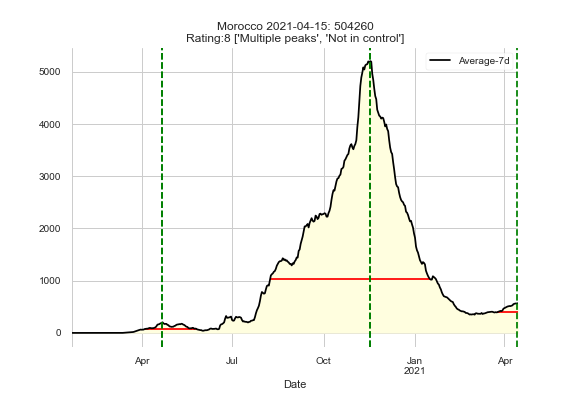 Morocco 2021-04-15: 504260
Rating:8 ['Multiple peaks', 'Not in control']
Average-7d
5000
4000
3000
2000
1000
0
Apr
Jul
Oct
Jan
2021
Apr
Date